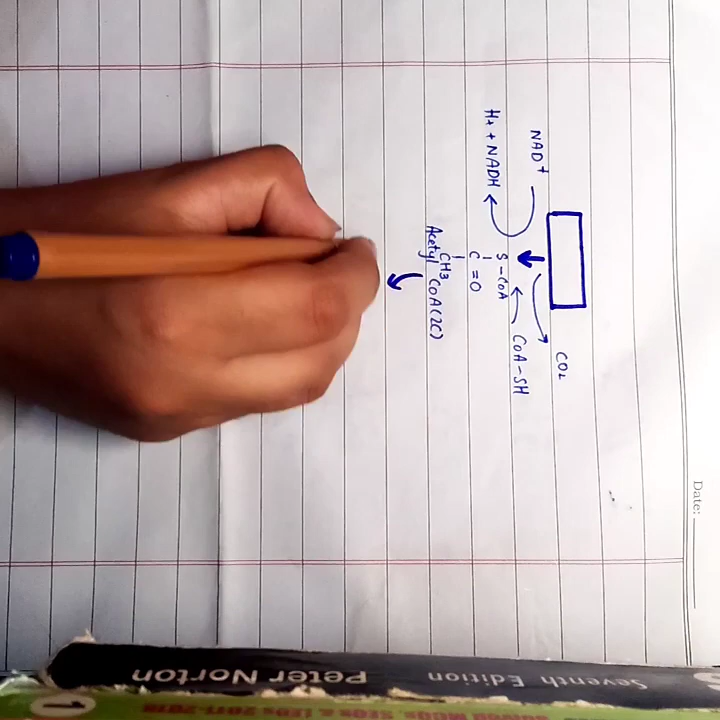 Date:
NAD+
CO2
H+ + NADH
CoA-SH
S-CoA
C=O
CH3
Acetyl CoA(2C)
Peter Norton
Seventh Edition